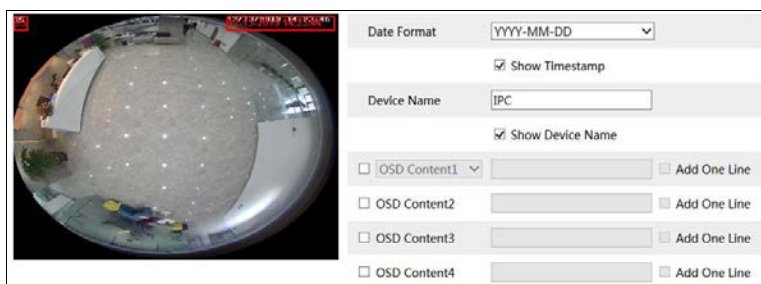 Date Format YYYY-MM-DD
Show Timestamp
Device Name IPC
Show Device Name
OSD Content1 Add One Line
OSD Content2 Add One Line
OSD Content3 Add One Line
OSD Content4 Add One Line